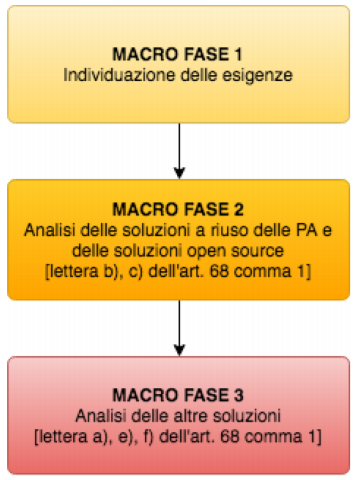 MACRO FASE 1
Individuazione delle esigenze
MACRO FASE 2
Analisi delle soluzioni a riuso delle PA e
delle soluzioni open source
[lettera b), c) dell'art. 68 comma 1]
MACRO FASE 3
Analisi delle altre soluzioni
[lettera a), e), f) dell'art. 68 comma 1]